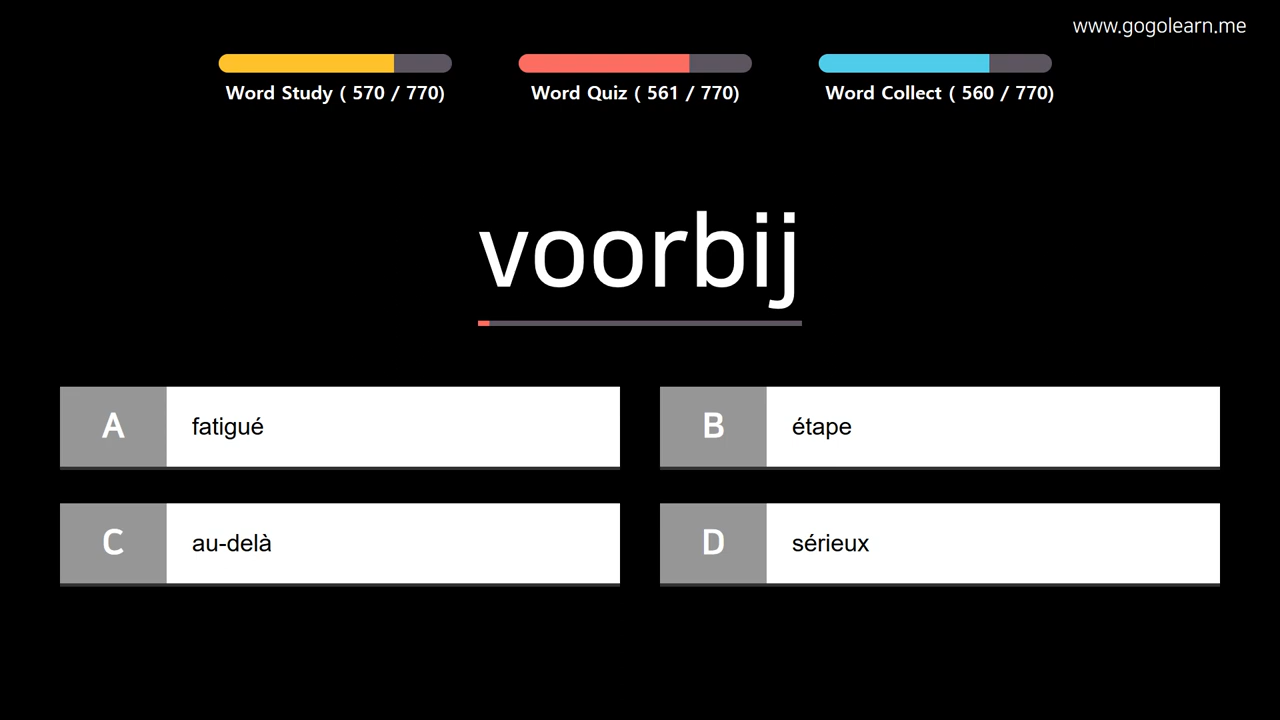 www.gogolearn.me
Word Study ( 570 / 770)
Word Quiz ( 561 / 770)
Word Collect ( 560 / 770)
voorbij
A fatigué
B étape
C au-delà
D sérieux